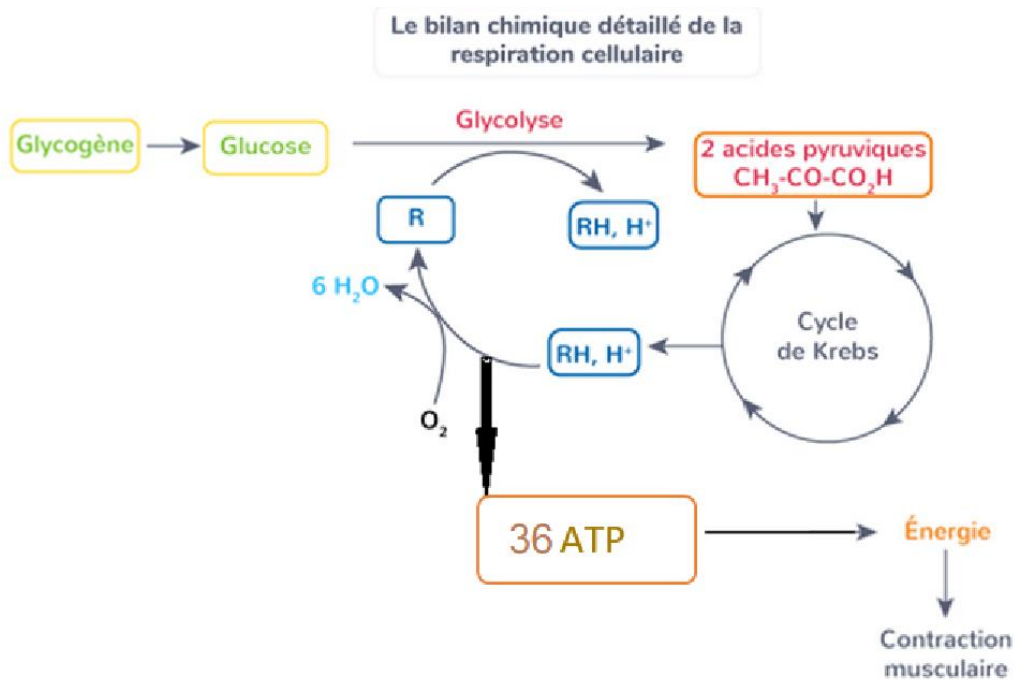 Le bilan chimique détaillé de la
respiration cellulaire
Glycogène
Glucose
Glycolyse
2 acides pyruviques
CH₃-CO-CO₂H
R
RH, H⁺
6 H₂O
RH, H⁺
Cycle
de Krebs
O₂
36 ATP
Énergie
Contraction
musculaire